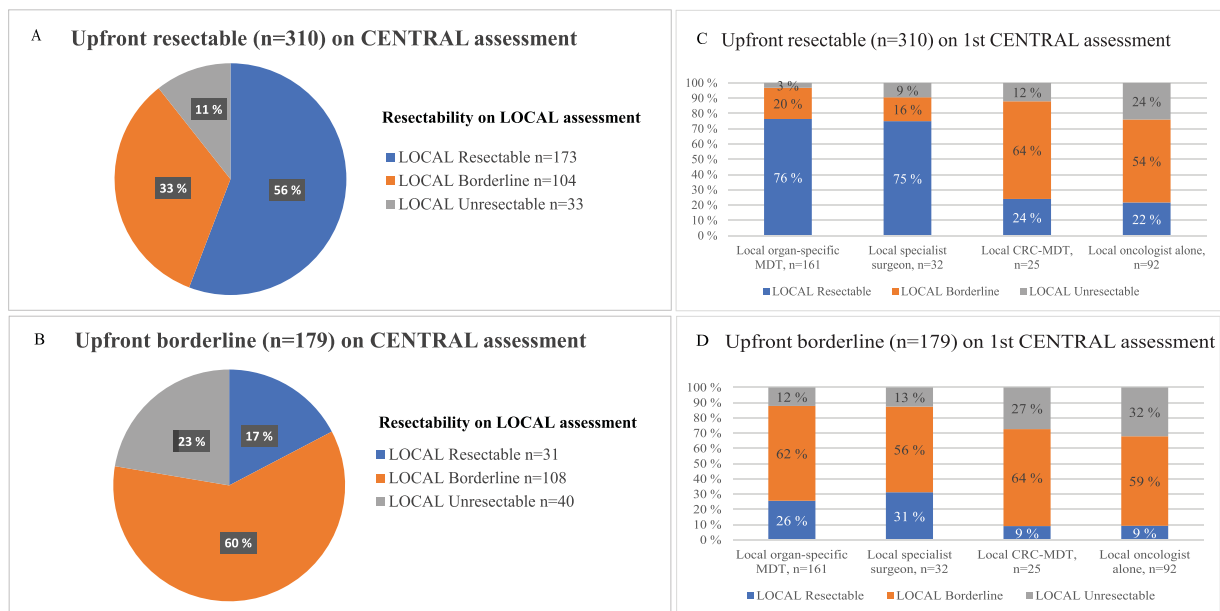 A Upfront resectable (n=310) on CENTRAL assessment
11 %
33 %
56 %
Resectability on LOCAL assessment
LOCAL Resectable n=173
LOCAL Borderline n=104
LOCAL Unresectable n=33
B Upfront borderline (n=179) on CENTRAL assessment
23 %
17 %
60 %
Resectability on LOCAL assessment
LOCAL Resectable n=31
LOCAL Borderline n=108
LOCAL Unresectable n=40
C Upfront resectable (n=310) on 1st CENTRAL assessment
100 %
90 %
80 %
70 %
60 %
50 %
40 %
30 %
20 %
10 %
0 %
3 % 9 % 12 % 24 %
20 % 16 % 64 % 54 %
76 % 75 % 24 % 22 %
Local organ-specific Local specialist Local CRC-MDT, Local oncologist alone,
MDT, n=161 surgeon, n=32 n=25 n=92
LOCAL Resectable LOCAL Borderline LOCAL Unresectable
D Upfront borderline (n=179) on 1st CENTRAL assessment
100 %
90 %
80 %
70 %
60 %
50 %
40 %
30 %
20 %
10 %
0 %
12 % 13 % 27 % 32 %
62 % 56 % 64 % 59 %
26 % 31 % 9 % 9 %
Local organ-specific Local specialist Local CRC-MDT, Local oncologist alone,
MDT, n=161 surgeon, n=32 n=25 n=92
LOCAL Resectable LOCAL Borderline LOCAL Unresectable